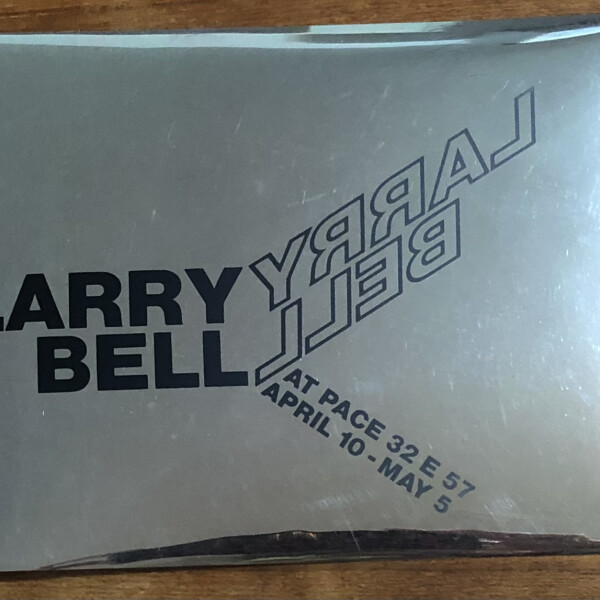 LARRY
BELL
LARRY
BELL
AT PACE 32 E 57
APRIL 10 - MAY 5